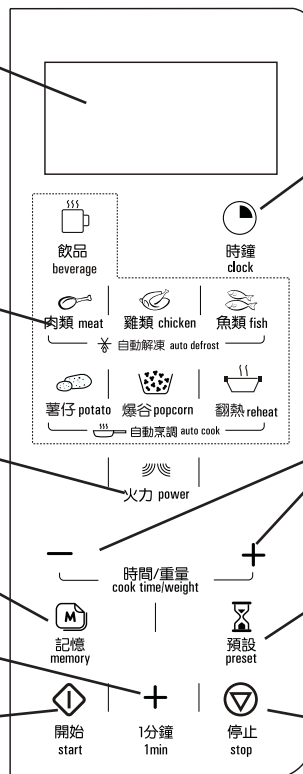 飲品
beverage
時鐘
clock
肉類 meat
雞類 chicken
魚類 fish
自動解凍 auto defrost
薯仔 potato
爆谷 popcorn
翻熱 reheat
自動烹調 auto cook
火力 power
− +
時間/重量
cook time/weight
M
記憶
memory
預設
preset
+
開始
start
1分鐘
1min
停止
stop